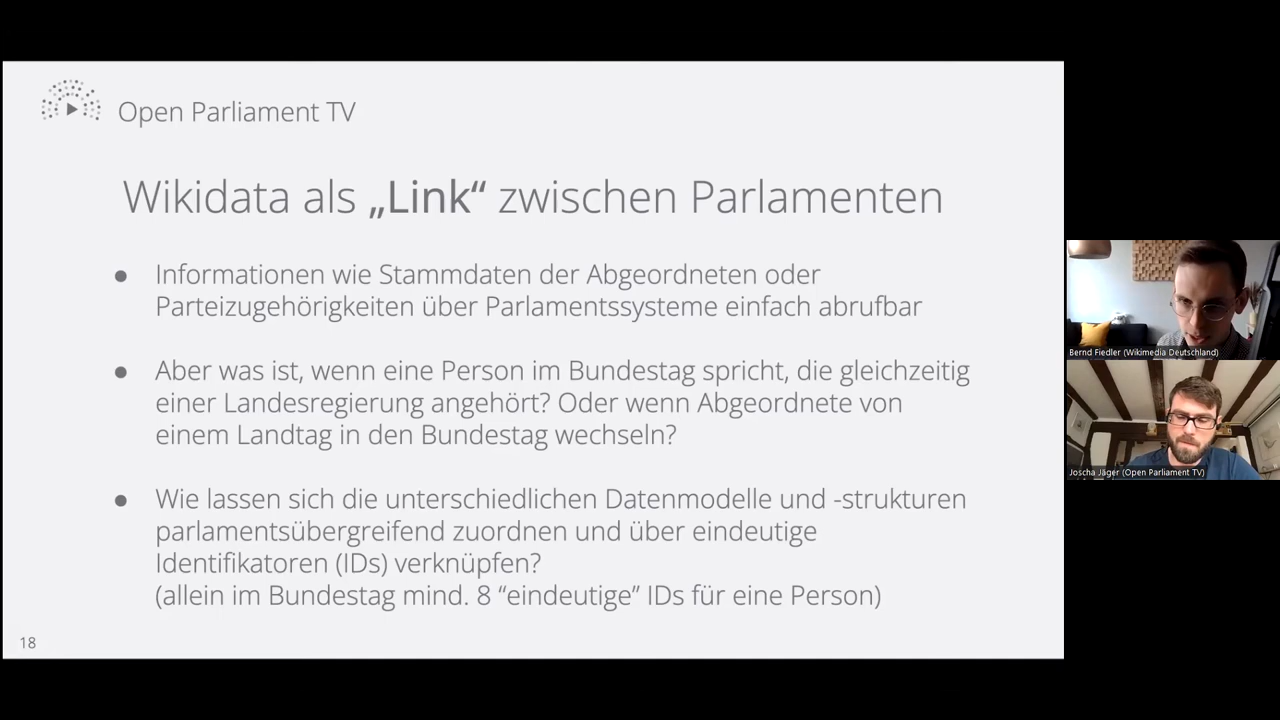 Open Parliament TV
Wikidata als „Link“ zwischen Parlamenten
● Informationen wie Stammdaten der Abgeordneten oder
Parteizugehörigkeiten über Parlamentssysteme einfach abrufbar
● Aber was ist, wenn eine Person im Bundestag spricht, die gleichzeitig
einer Landesregierung angehört? Oder wenn Abgeordnete von
einem Landtag in den Bundestag wechseln?
● Wie lassen sich die unterschiedlichen Datenmodelle und -strukturen
parlamentsübergreifend zuordnen und über eindeutige
Identifikatoren (IDs) verknüpfen?
(allein im Bundestag mind. 8 “eindeutige” IDs für eine Person)
18
Bernd Fiedler (Wikimedia Deutschland)
Joscha Jäger (Open Parliament TV)